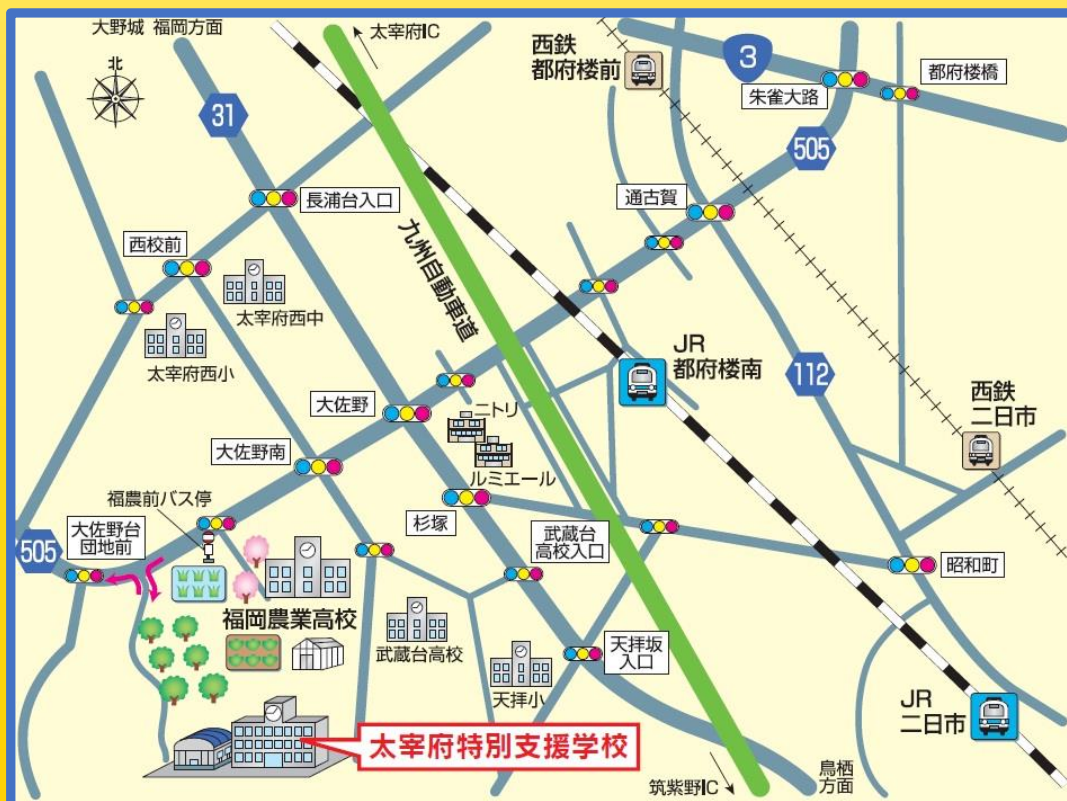 大野城 福岡方面
太宰府IC
北
西鉄
都府楼前
3
都府楼橋
朱雀大路
31
505
長浦台入口
通古賀
西校前
九州自動車道
太宰府西中
太宰府西小
JR
都府楼南
112
西鉄
二日市
大佐野
ニトリ
ルミエール
大佐野南
福農前バス停
杉塚
武蔵台
高校入口
大佐野台
団地前
505
昭和町
福岡農業高校
武蔵台高校
天拝小
天拝坂
入口
JR
二日市
太宰府特別支援学校
筑紫野IC
鳥栖
方面